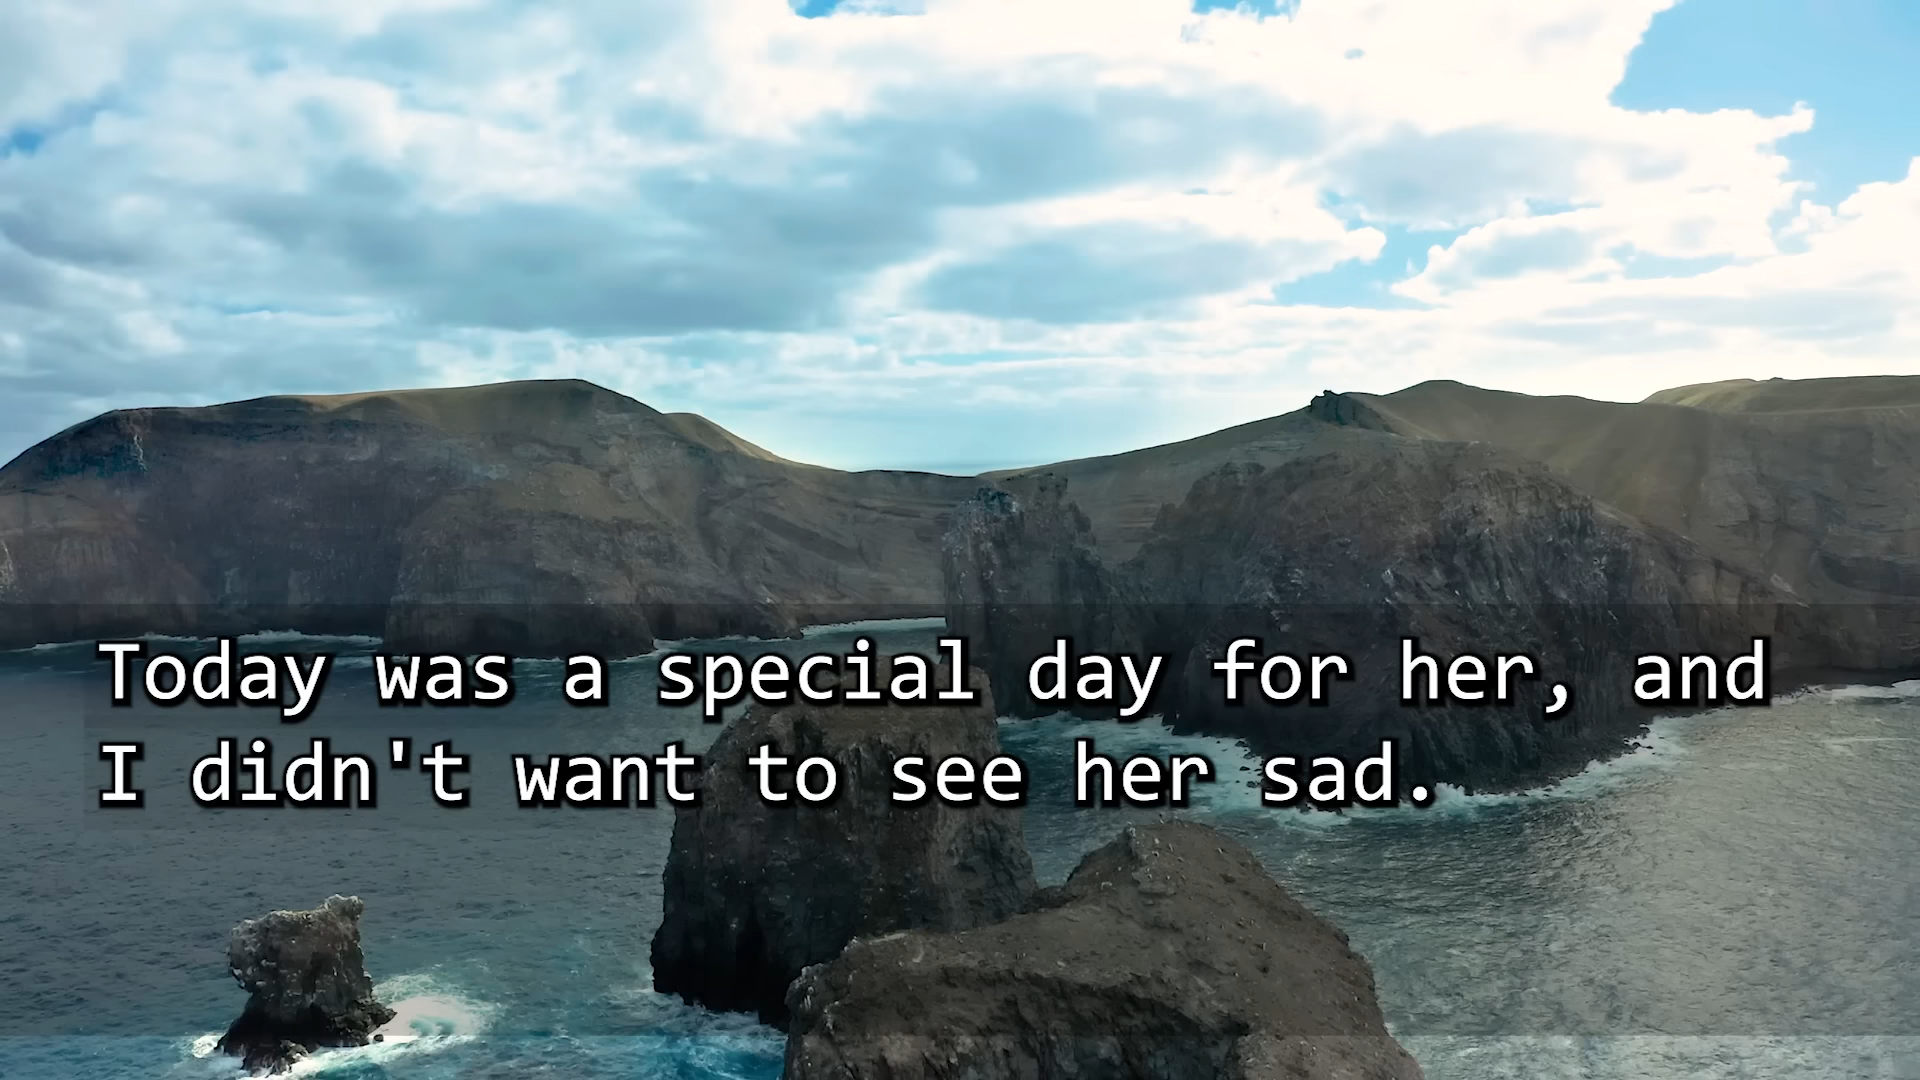 Today was a special day for her, and
I didn't want to see her sad.